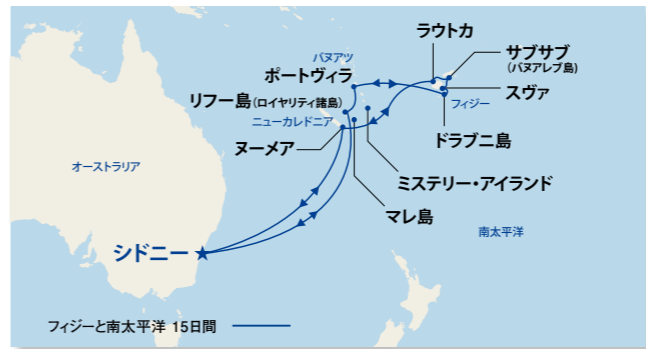 ラウトカ
サブサブ
(バヌアレブ島)
バヌアツ
ポートヴィラ
スヴァ
リフー島(ロイヤリティ諸島)
フィジー
ニューカレドニア
ドラブニ島
ヌーメア
オーストラリア
ミステリー・アイランド
マレ島
南太平洋
シドニー
フィジーと南太平洋 15日間